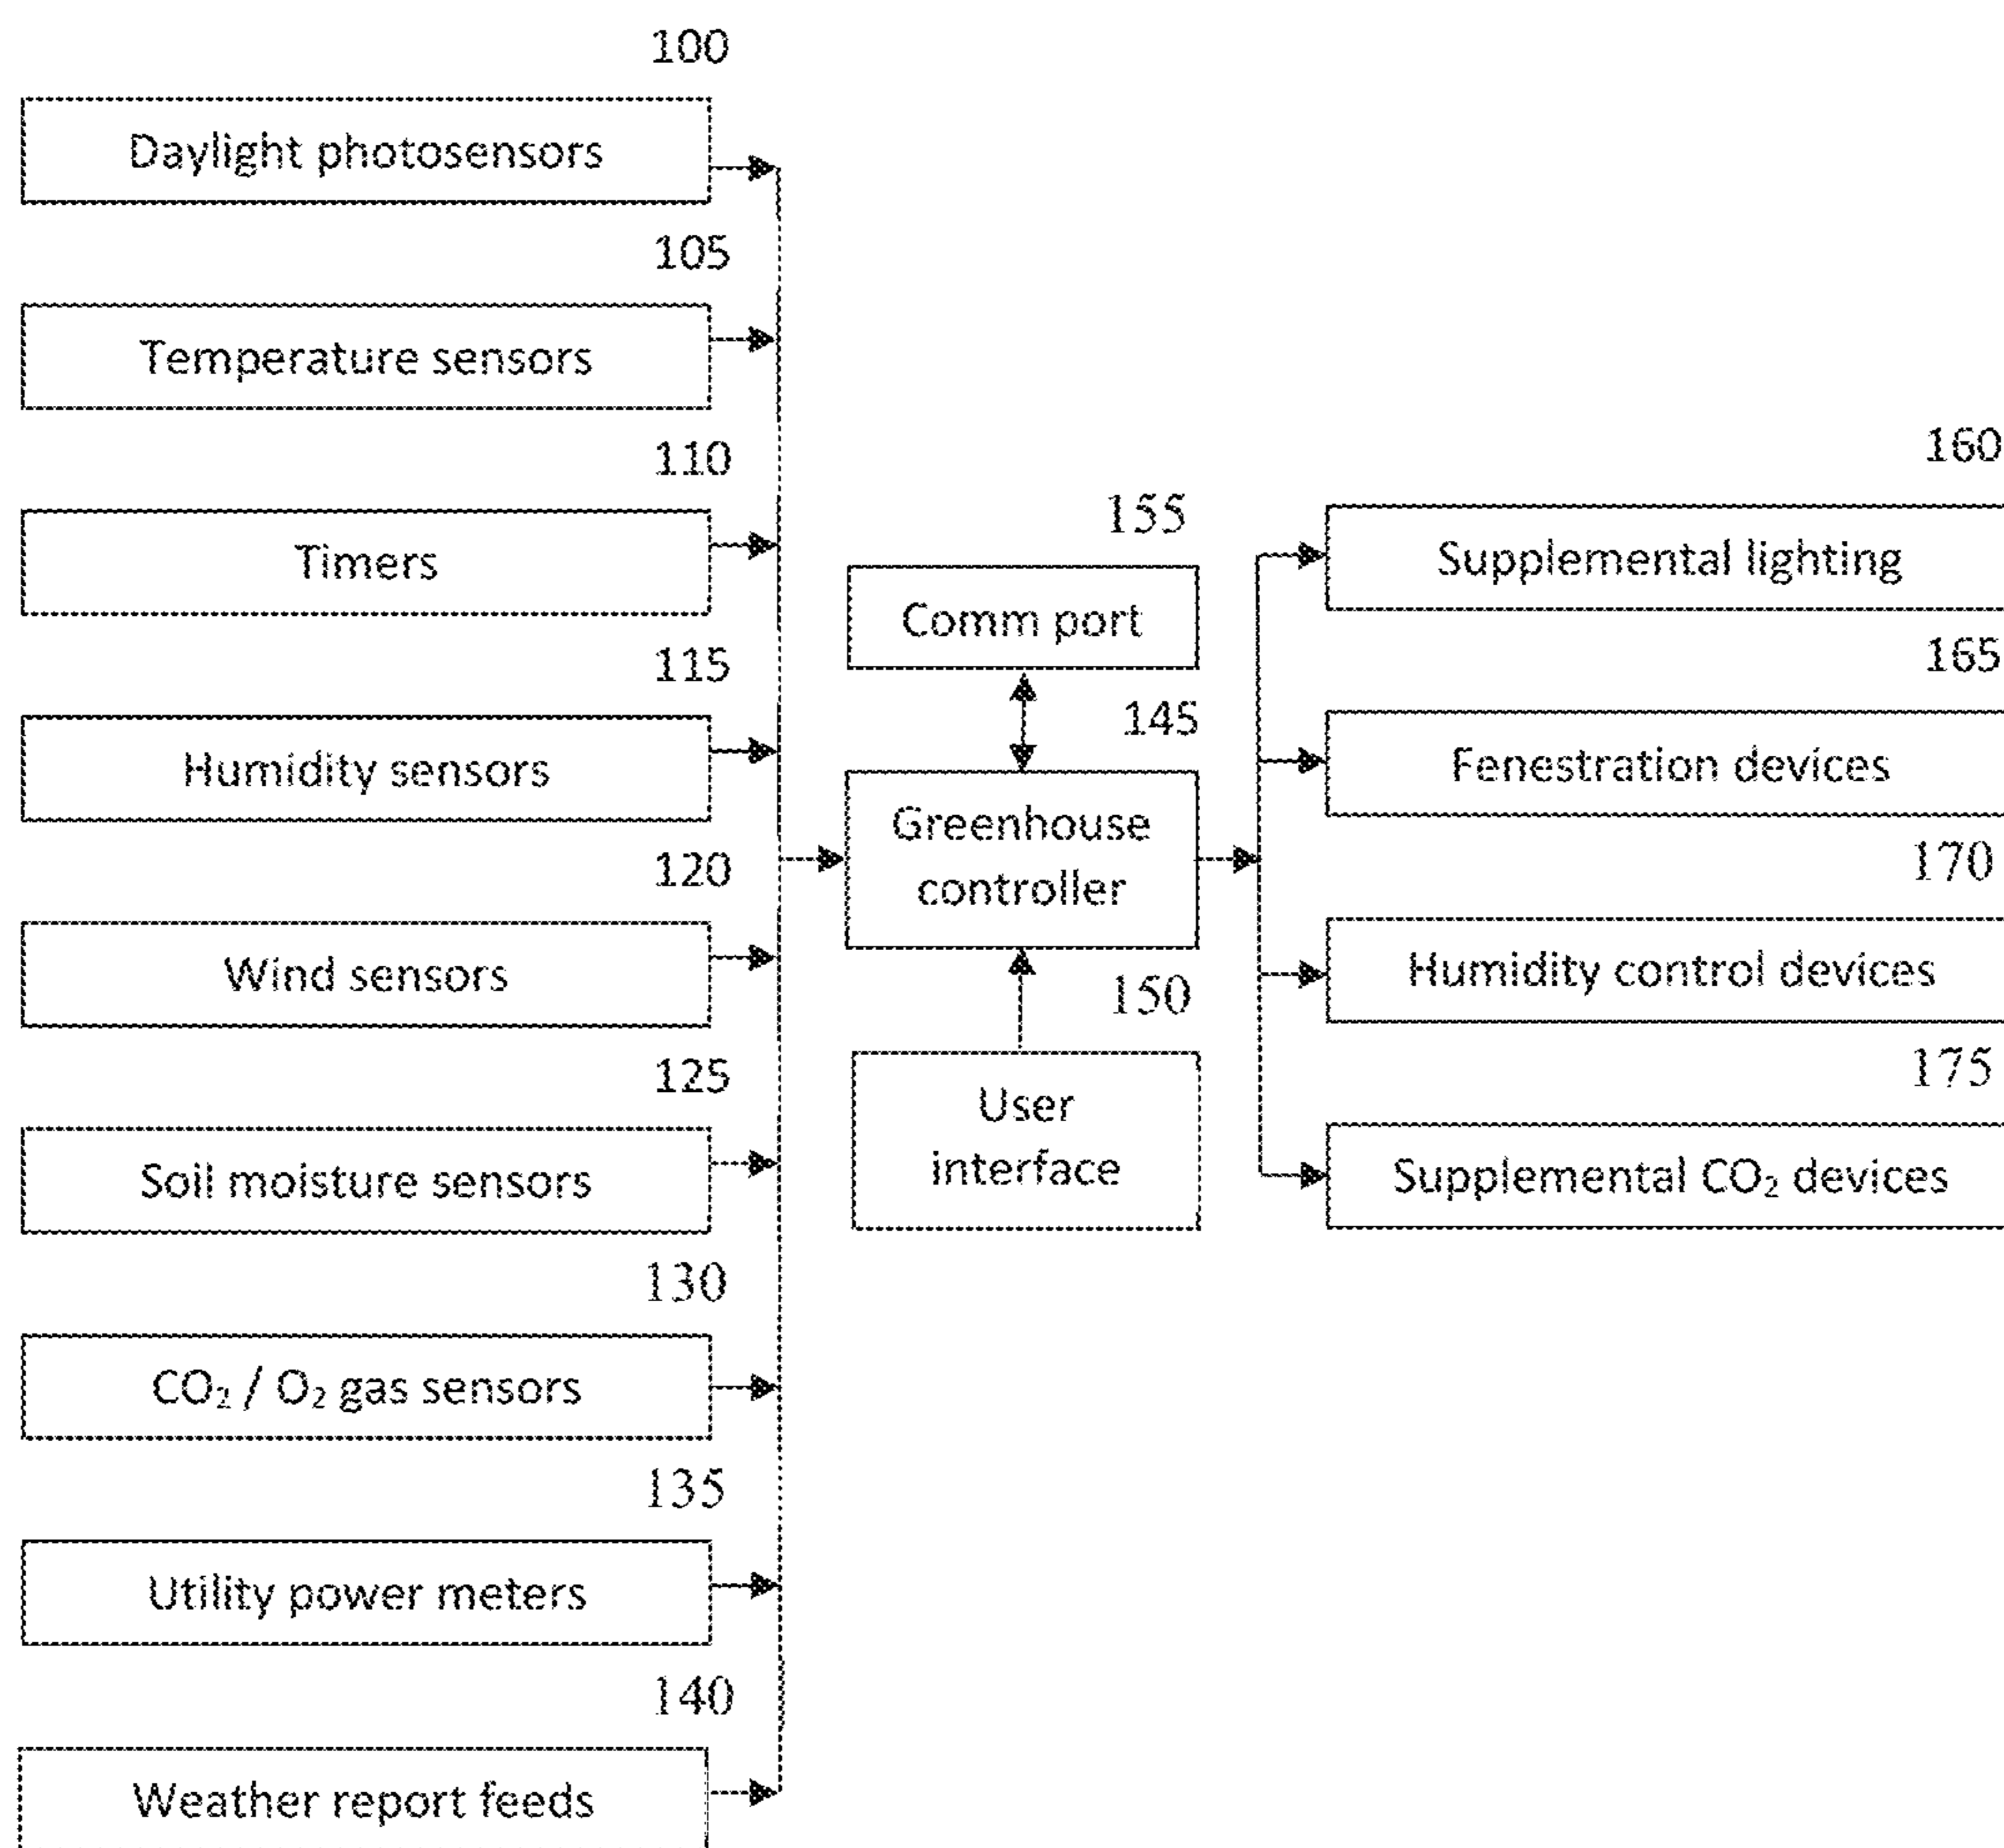 100
Daylight photosensors
105
Temperature sensors
110
Timers
115
Humidity sensors
120
Wind sensors
125
Soil moisture sensors
130
CO₂ / O₂ gas sensors
135
Utility power meters
140
Weather report feeds
155
Comm port
145
Greenhouse
controller
150
User
interface
160
Supplemental lighting
165
Fenestration devices
170
Humidity control devices
175
Supplemental CO₂ devices